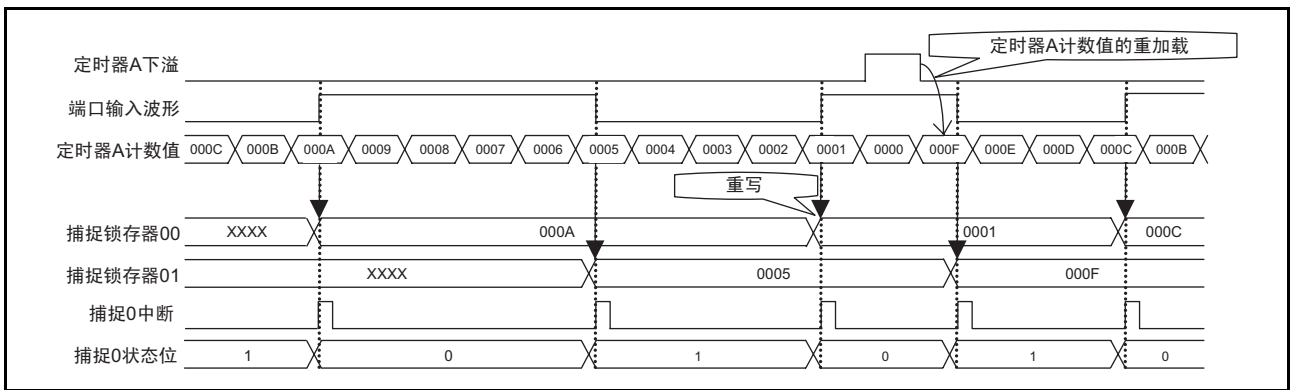 定时器A计数值的重加载
定时器A下溢
端口输入波形
定时器A计数值 000C 000B 000A 0009 0008 0007 0006 0005 0004 0003 0002 0001 0000 000F 000E 000D 000C 000B
重写
捕捉锁存器00 XXXX 000A 0001 000C
捕捉锁存器01 XXXX 0005 000F
捕捉0中断
捕捉0状态位 1 0 1 0 1 0